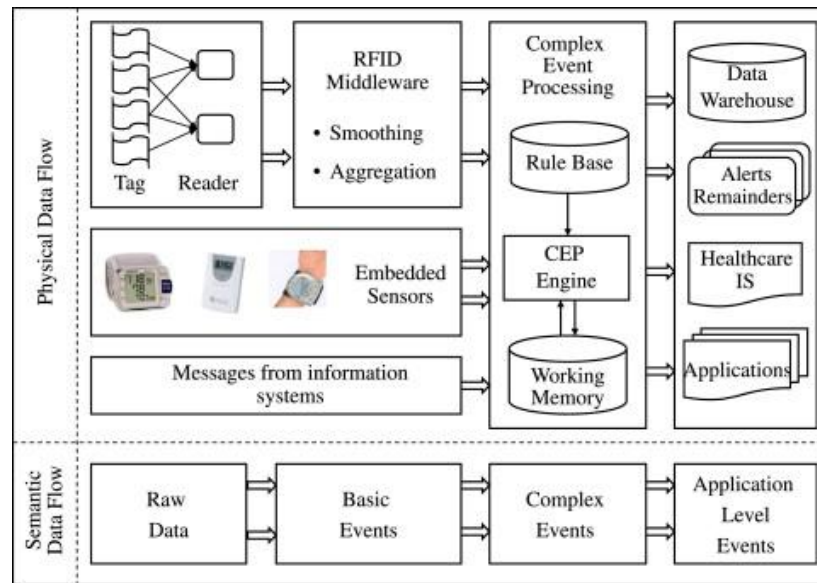 Physical Data Flow
Tag
Reader
RFID
Middleware
• Smoothing
• Aggregation
Complex
Event
Processing
Rule Base
CEP
Engine
Working
Memory
Data
Warehouse
Alerts
Remainders
Healthcare
IS
Applications
Embedded
Sensors
Messages from information
systems
Semantic
Data Flow
Raw
Data
Basic
Events
Complex
Events
Application
Level
Events